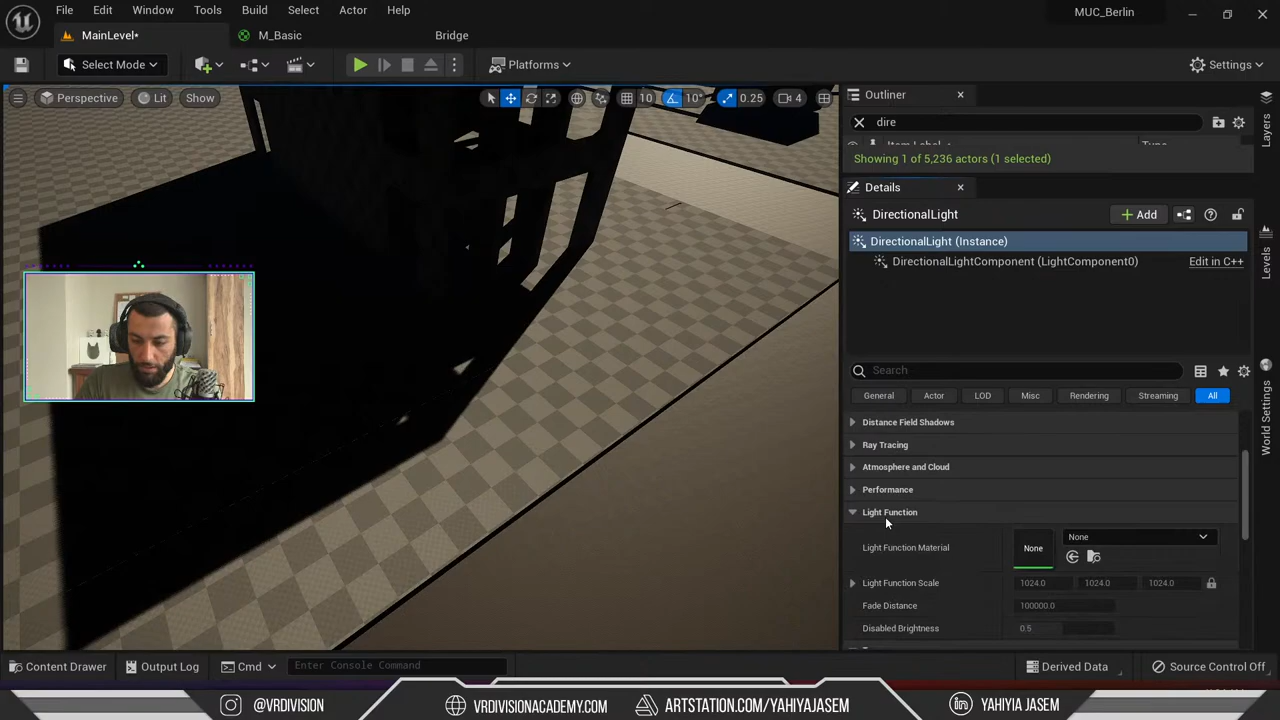 File Edit Window Tools Build Select Actor Help
MUC_Berlin
MainLevel•
M_Basic
Bridge
Select Mode
Platforms
Settings
Perspective
Lit
Show
10
10°
0.25
4
Outliner
dire
Showing 1 of 5,236 actors (1 selected)
Details
DirectionalLight
Add
DirectionalLight (Instance)
DirectionalLightComponent (LightComponent0)
Edit in C++
Search
General
Actor
LOD
Misc
Rendering
Streaming
All
Distance Field Shadows
Ray Tracing
Atmosphere and Cloud
Performance
Light Function
Light Function Material
None
None
Light Function Scale
1024.0
1024.0
1024.0
Fade Distance
100000.0
Disabled Brightness
0.5
Layers
Levels
World Settings
Content Drawer
Output Log
Cmd
Enter Console Command
Derived Data
Source Control Off
@VRDIVISION
VRDIVISIONACADEMY.COM
ARTSTATION.COM/YAHIYAJASEM
YAHIYIA JASEM